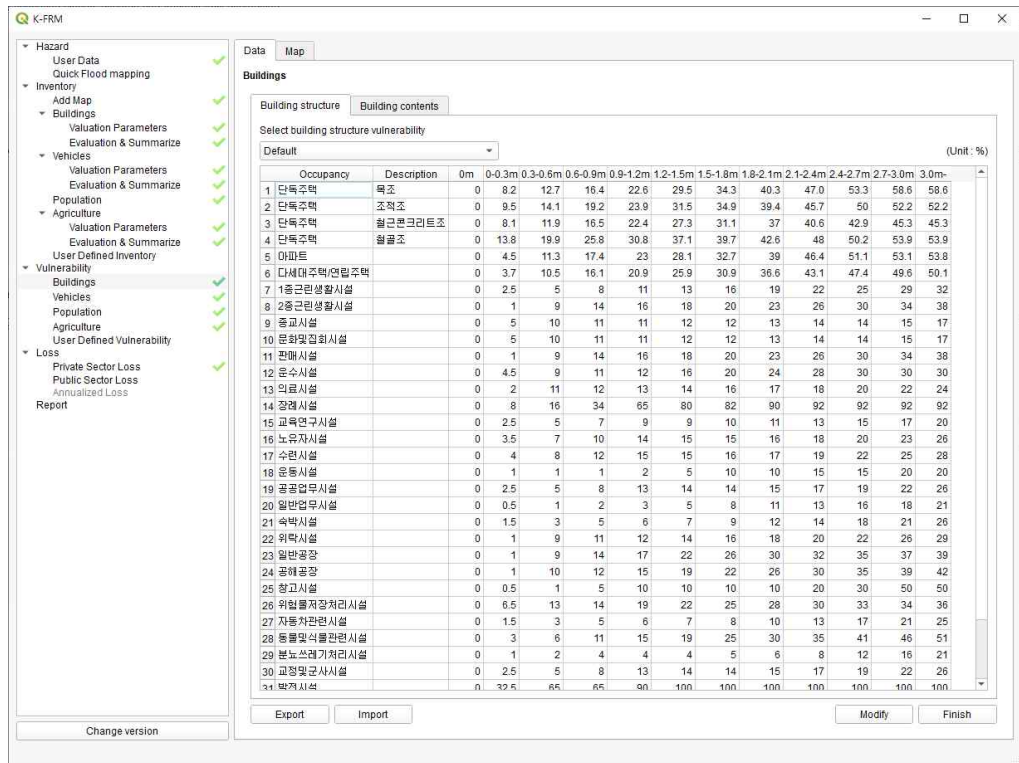 K-FRM
Hazard
User Data
Quick Flood mapping
Inventory
Add Map
Buildings
Valuation Parameters
Evaluation & Summarize
Vehicles
Valuation Parameters
Evaluation & Summarize
Population
Agriculture
Valuation Parameters
Evaluation & Summarize
User Defined Inventory
Vulnerability
Buildings
Vehicles
Population
Agriculture
User Defined Vulnerability
Loss
Private Sector Loss
Public Sector Loss
Annualized Loss
Report
Change version
Data Map
Buildings
Building structure Building contents
Select building structure vulnerability
Default (Unit : %)
Occupancy Description 0m 0-0.3m 0.3-0.6m 0.6-0.9m 0.9-1.2m 1.2-1.5m 1.5-1.8m 1.8-2.1m 2.1-2.4m 2.4-2.7m 2.7-3.0m 3.0m-
1 단독주택 목조 0 8.2 12.7 16.4 22.6 29.5 34.3 40.3 47.0 53.3 58.6 58.6
2 단독주택 조적조 0 9.5 14.1 19.2 23.9 31.5 34.9 39.4 45.7 50 52.2 52.2
3 단독주택 철근콘크리트조 0 8.1 11.9 16.5 22.4 27.3 31.1 37 40.6 42.9 45.3 45.3
4 단독주택 철골조 0 13.8 19.9 25.8 30.8 37.1 39.7 42.6 48 50.2 53.9 53.9
5 아파트 0 4.5 11.3 17.4 23 28.1 32.7 39 46.4 51.1 53.1 53.8
6 다세대주택/연립주택 0 3.7 10.5 16.1 20.9 25.9 30.9 36.6 43.1 47.4 49.6 50.1
7 1종근린생활시설 0 2.5 5 8 11 13 16 19 22 25 29 32
8 2종근린생활시설 0 1 9 14 16 18 20 23 26 30 34 38
9 종교시설 0 5 10 11 11 12 12 13 14 14 15 17
10 문화및집회시설 0 5 10 11 11 12 12 13 14 14 15 17
11 판매시설 0 1 9 14 16 18 20 23 26 30 34 38
12 운수시설 0 4.5 9 11 12 16 20 24 28 30 30 30
13 의료시설 0 2 11 12 13 14 16 17 18 20 22 24
14 장례시설 0 8 16 34 65 80 82 90 92 92 92 92
15 교육연구시설 0 2.5 5 7 9 9 10 11 13 15 17 20
16 노유자시설 0 3.5 7 10 14 15 15 16 18 20 23 26
17 수련시설 0 4 8 12 15 15 16 17 19 22 25 28
18 운동시설 0 1 1 1 2 5 10 10 15 15 20 20
19 공공업무시설 0 2.5 5 8 13 14 14 15 17 19 22 26
20 일반업무시설 0 0.5 1 2 3 5 8 11 13 16 18 21
21 숙박시설 0 1.5 3 5 6 7 9 12 14 18 21 26
22 위락시설 0 1 9 11 12 14 16 18 20 22 26 29
23 일반공장 0 1 9 14 17 22 26 30 32 35 37 39
24 공해공장 0 1 10 12 15 19 22 26 30 35 39 42
25 창고시설 0 0.5 1 5 10 10 10 10 20 30 50 50
26 위험물저장처리시설 0 6.5 13 14 19 22 25 28 30 33 34 36
27 자동차관련시설 0 1.5 3 5 6 7 8 10 13 17 21 25
28 동물및식물관련시설 0 3 6 11 15 19 25 30 35 41 46 51
29 분뇨쓰레기처리시설 0 1 2 4 4 4 5 6 8 12 16 21
30 교정및군사시설 0 2.5 5 8 13 14 14 15 17 19 22 26
31 발전시설 0 32.5 65 65 90 100 100 100 100 100 100 100
Export Import Modify Finish